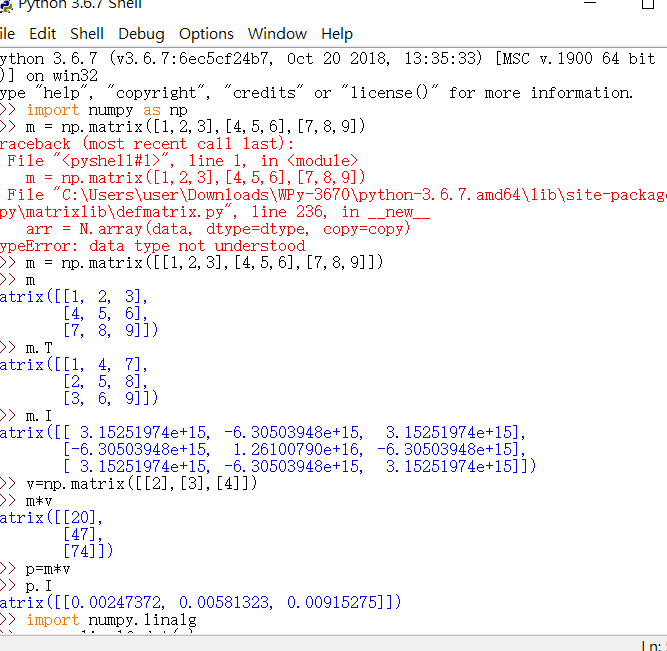 Python 3.6.7 Shell
ile Edit Shell Debug Options Window Help
ython 3.6.7 (v3.6.7:6ec5cf24b7, Oct 20 2018, 13:35:33) [MSC v.1900 64 bit
)] on win32
ype "help", "copyright", "credits" or "license()" for more information.
>> import numpy as np
>> m = np.matrix([1,2,3],[4,5,6],[7,8,9])
raceback (most recent call last):
File "<pyshell#1>", line 1, in <module>
m = np.matrix([1,2,3],[4,5,6],[7,8,9])
File "C:\Users\user\Downloads\WPy-3670\python-3.6.7.amd64\lib\site-package
py\matrixlib\defmatrix.py", line 236, in __new__
arr = N.array(data, dtype=dtype, copy=copy)
ypeError: data type not understood
>> m = np.matrix([[1,2,3],[4,5,6],[7,8,9]])
>> m
atrix([[1, 2, 3],
[4, 5, 6],
[7, 8, 9]])
>> m.T
atrix([[1, 4, 7],
[2, 5, 8],
[3, 6, 9]])
>> m.I
atrix([[ 3.15251974e+15, -6.30503948e+15, 3.15251974e+15],
[-6.30503948e+15, 1.26100790e+16, -6.30503948e+15],
[ 3.15251974e+15, -6.30503948e+15, 3.15251974e+15]])
>> v=np.matrix([[2],[3],[4]])
>> m*v
atrix([[20],
[47],
[74]])
>> p=m*v
>> p.I
atrix([[0.00247372, 0.00581323, 0.00915275]])
>> import numpy.linalg
Ln: